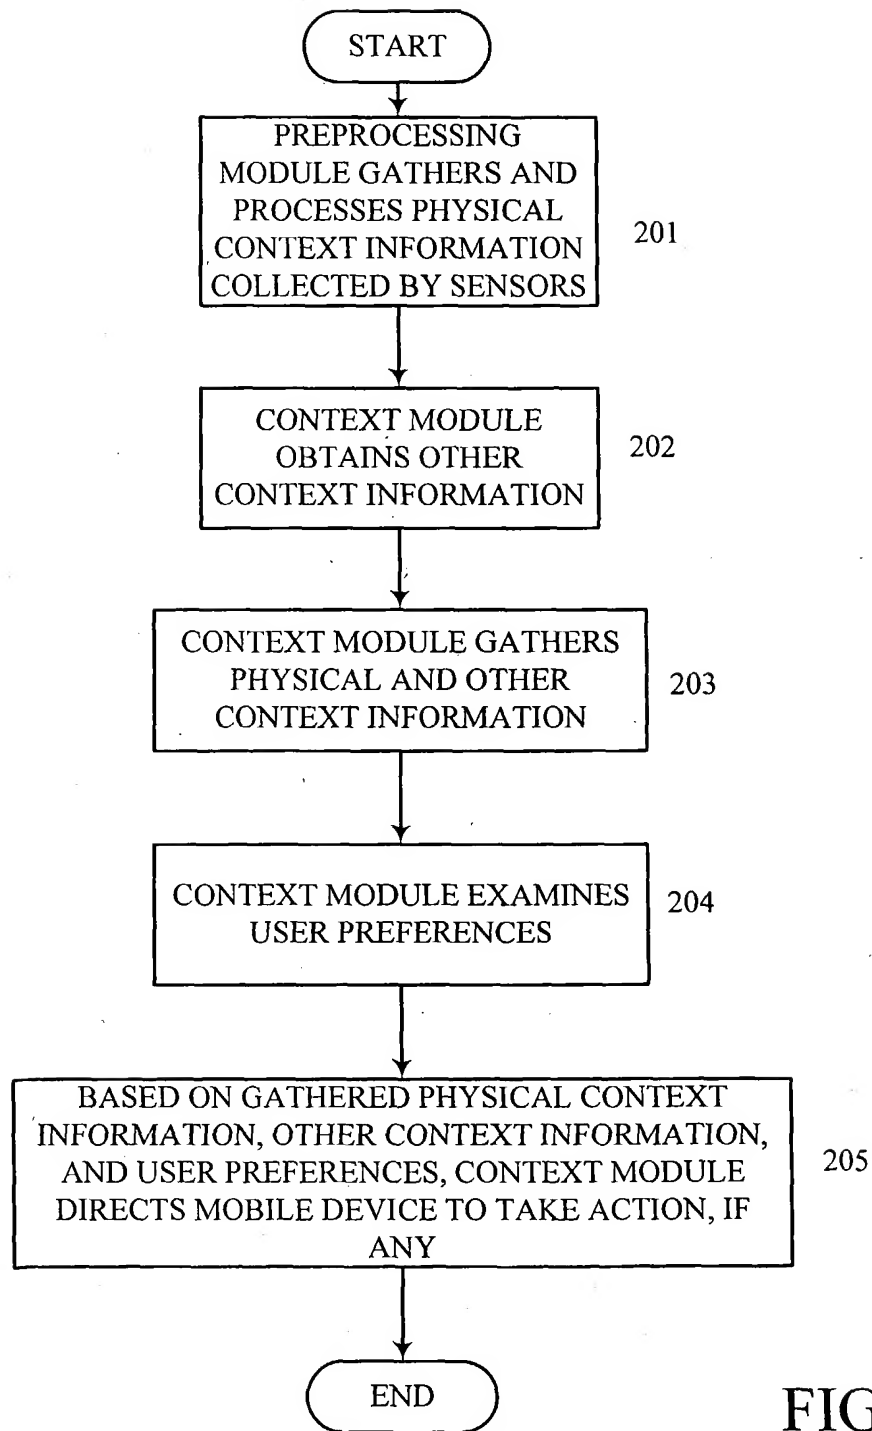 START
PREPROCESSING
MODULE GATHERS AND
PROCESSES PHYSICAL
CONTEXT INFORMATION
COLLECTED BY SENSORS
201
CONTEXT MODULE
OBTAINS OTHER
CONTEXT INFORMATION
202
CONTEXT MODULE GATHERS
PHYSICAL AND OTHER
CONTEXT INFORMATION
203
CONTEXT MODULE EXAMINES
USER PREFERENCES
204
BASED ON GATHERED PHYSICAL CONTEXT
INFORMATION, OTHER CONTEXT INFORMATION,
AND USER PREFERENCES, CONTEXT MODULE
DIRECTS MOBILE DEVICE TO TAKE ACTION, IF
ANY
205
END
FIG